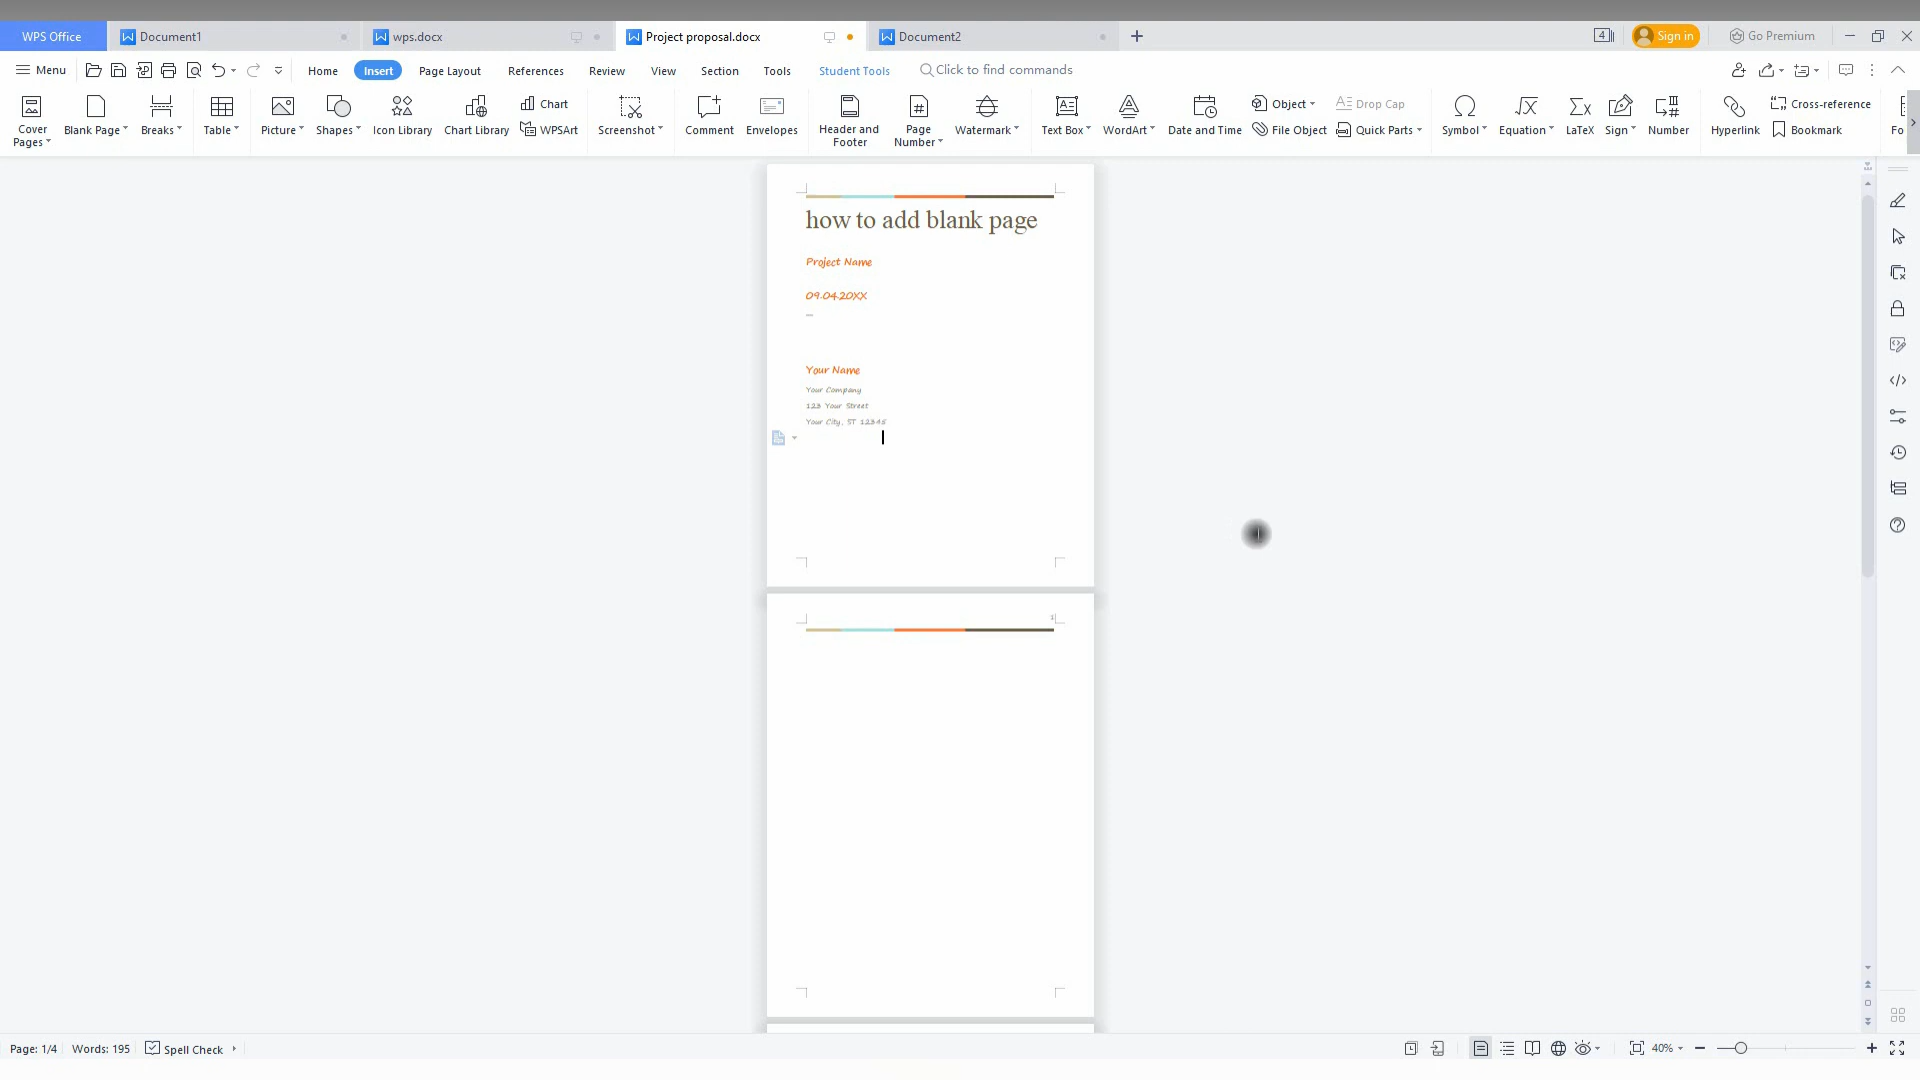 WPS Office Document1 wps.docx Project proposal.docx Document2 4 Sign in Go Premium
Menu Home Insert Page Layout References Review View Section Tools Student Tools Click to find commands
Cover Pages Blank Page Breaks Table Picture Shapes Icon Library Chart Library Chart WPSArt Screenshot Comment Envelopes Header and Footer Page Number Watermark Text Box WordArt Date and Time Object File Object Drop Cap Quick Parts Symbol Equation LaTeX Sign Number Hyperlink Cross-reference Bookmark Fo
how to add blank page
Project Name
09.04.20XX
Your Name
Your Company
123 Your Street
Your City, ST 12345
1
Page: 1/4 Words: 195 Spell Check 40%